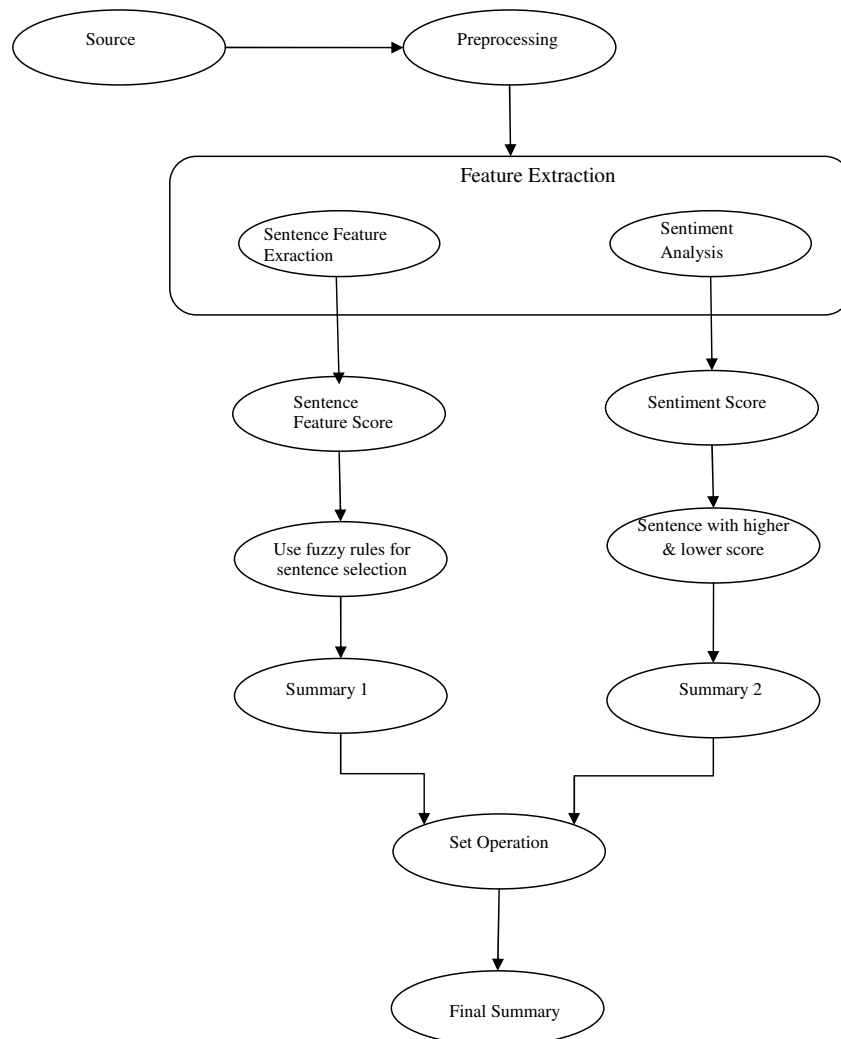 Source
Preprocessing
Feature Extraction
Sentence Feature
Exraction
Sentiment
Analysis
Sentence
Feature Score
Sentiment Score
Use fuzzy rules for
sentence selection
Sentence with higher
& lower score
Summary 1
Summary 2
Set Operation
Final Summary